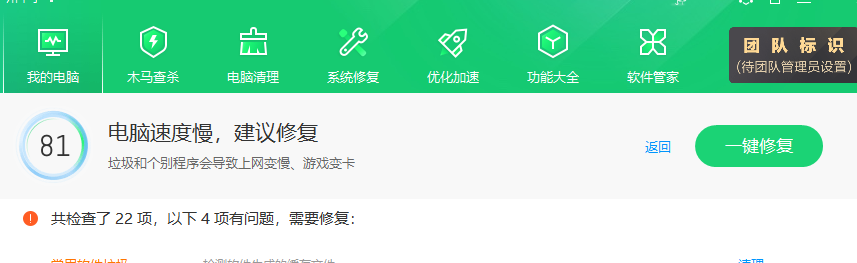 我的电脑
木马查杀
电脑清理
系统修复
优化加速
功能大全
软件管家
团队标识
(待团队管理员设置)
81
电脑速度慢，建议修复
垃圾和个别程序会导致上网变慢、游戏变卡
返回
一键修复
共检查了 22 项，以下 4 项有问题，需要修复：